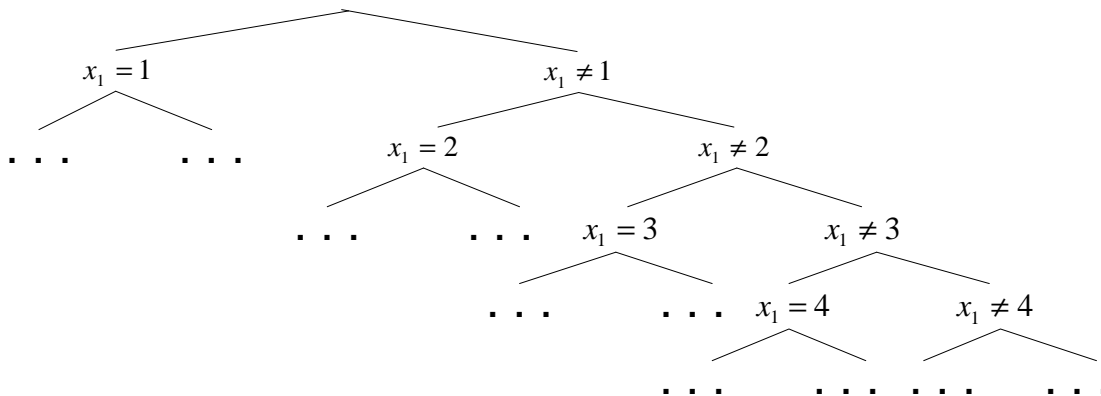 x₁ = 1 x₁ ≠ 1
. . . . . . x₁ = 2 x₁ ≠ 2
. . . . . . x₁ = 3 x₁ ≠ 3
. . . . . . x₁ = 4 x₁ ≠ 4
. . . . . . . . . . . .